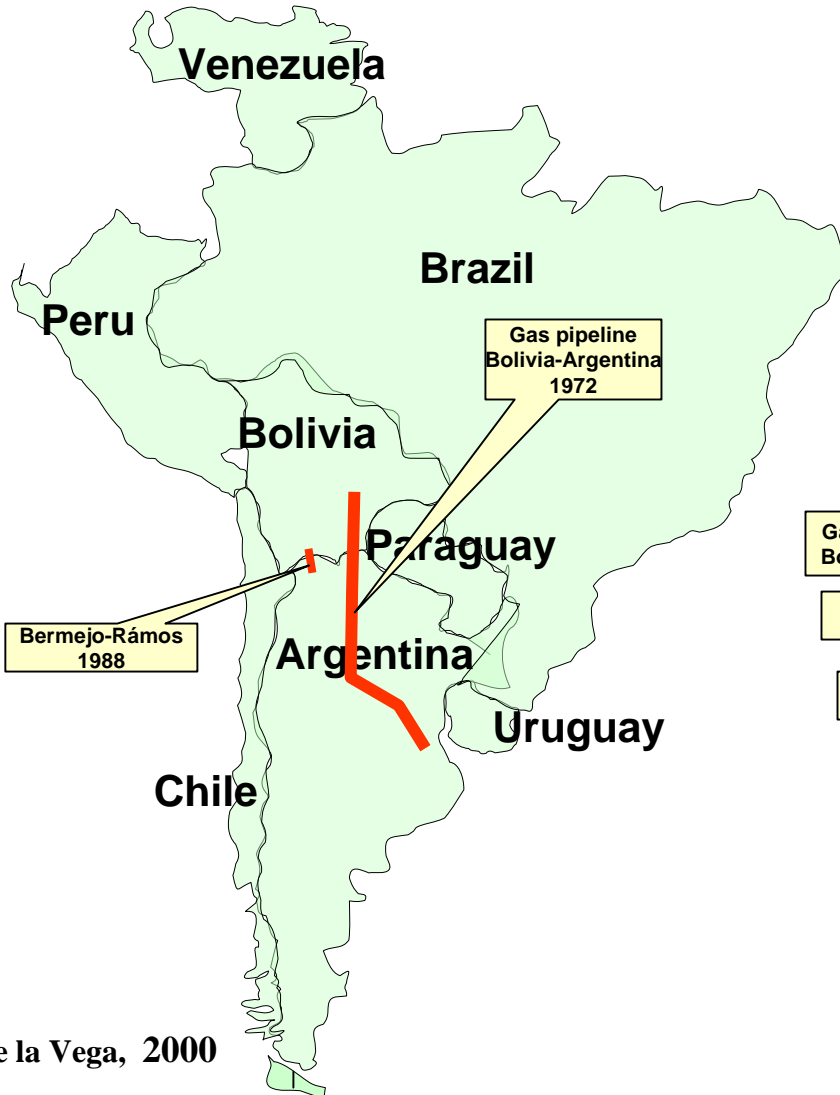 Venezuela
Brazil
Peru
Gas pipeline
Bolivia-Argentina
1972
Bolivia
Paraguay
Bermejo-Rámos
1988
Argentina
Uruguay
Chile
la Vega, 2000